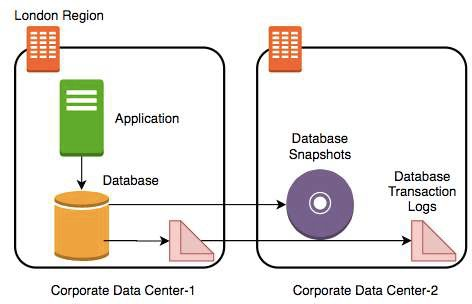 London Region
Application
Database
Database
Snapshots
Database
Transaction
Logs
Corporate Data Center-1
Corporate Data Center-2